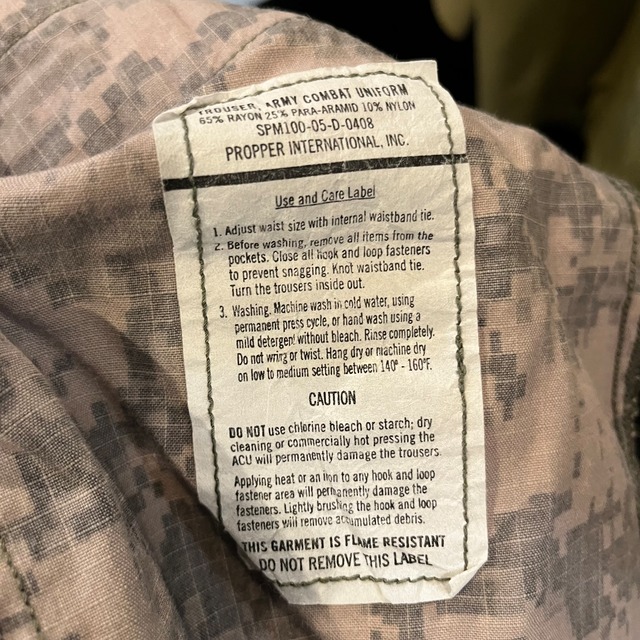 TROUSER, ARMY COMBAT UNIFORM
65% RAYON 25% PARA-ARAMID 10% NYLON
SPM100-05-D-0408
PROPPER INTERNATIONAL, INC.
Use and Care Label
1. Adjust waist size with internal waistband tie.
2. Before washing, remove all items from the
pockets. Close all hook and loop fasteners
to prevent snagging. Knot waistband tie.
Turn the trousers inside out.
3. Washing. Machine wash in cold water, using
permanent press cycle, or hand wash using a
mild detergent without bleach. Rinse completely.
Do not wring or twist. Hang dry or machine dry
on low to medium setting between 140° - 160°F.
CAUTION
DO NOT use chlorine bleach or starch; dry
cleaning or commercially hot pressing the
ACU will permanently damage the trousers.
Applying heat or an iron to any hook and loop
fastener area will permanently damage the
fasteners. Lightly brushing the hook and loop
fasteners will remove accumulated debris.
THIS GARMENT IS FLAME RESISTANT
DO NOT REMOVE THIS LABEL